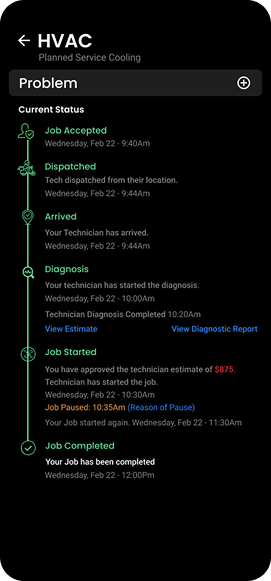 HVAC
Planned Service Cooling
Problem
Current Status
Job Accepted
Wednesday, Feb 22 - 9:40Am
Dispatched
Tech dispatched from their location.
Wednesday, Feb 22 - 9:44Am
Arrived
Your Technician has arrived.
Wednesday, Feb 22 - 9:44Am
Diagnosis
Your technician has started the diagnosis.
Wednesday, Feb 22 - 10:00Am
Technician Diagnosis Completed 10:20Am
View Estimate View Diagnostic Report
Job Started
You have approved the technician estimate of $875.
Technician has started the job.
Wednesday, Feb 22 - 10:30Am
Job Paused: 10:35Am (Reason of Pause)
Your Job started again. Wednesday, Feb 22 - 11:30Am
Job Completed
Your Job has been completed
Wednesday, Feb 22 - 12:00Pm